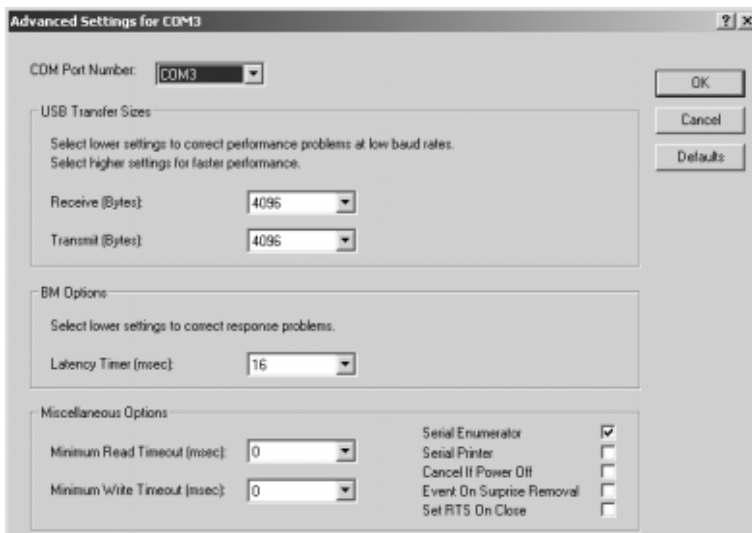 Advanced Settings for COM3
COM Port Number: COM3
OK
Cancel
Defaults
USB Transfer Sizes
Select lower settings to correct performance problems at low baud rates.
Select higher settings for faster performance.
Receive (Bytes): 4096
Transmit (Bytes): 4096
BM Options
Select lower settings to correct response problems.
Latency Timer (msec): 16
Miscellaneous Options
Minimum Read Timeout (msec): 0
Minimum Write Timeout (msec): 0
Serial Enumerator
Serial Printer
Cancel If Power Off
Event On Surprise Removal
Set RTS On Close